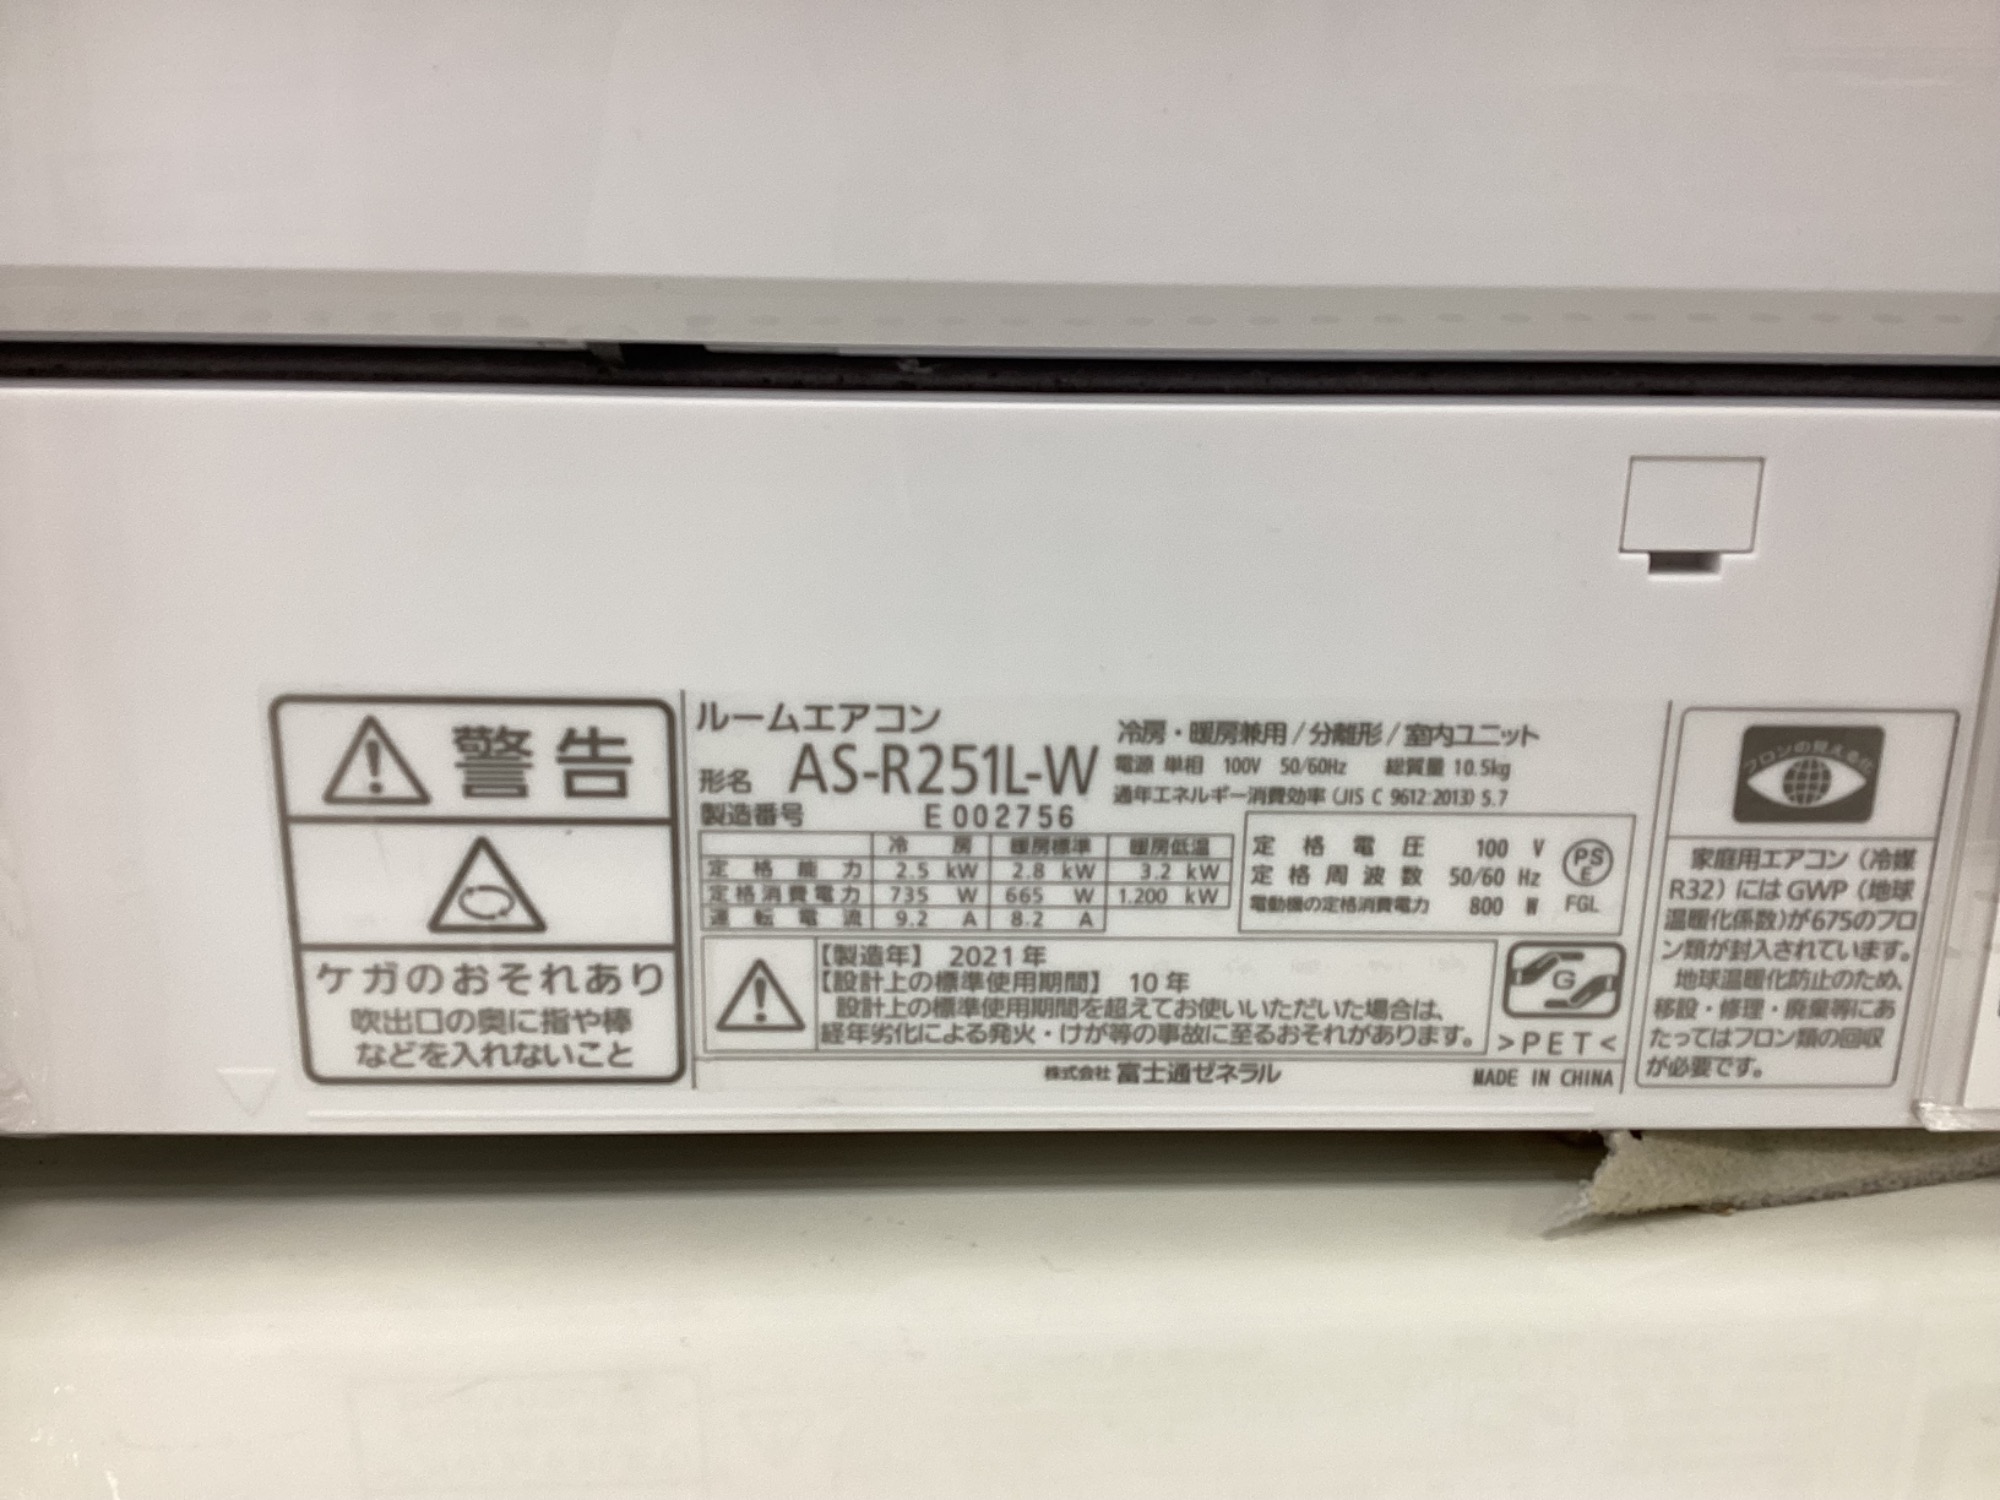 警告
ケガのおそれあり
吹出口の奥に指や棒
などを入れないこと
ルームエアコン
形名 AS-R251L-W
製造番号 E 002756
冷房・暖房兼用/分離形/室内ユニット
電源 単相 100V 50/60Hz 総質量 10.5kg
通年エネルギー消費効率(JIS C 9612:2013) 5.7
冷房 暖房標準 暖房低温
定格能力 2.5 kW 2.8 kW 3.2 kW
定格消費電力 735 W 665 W 1,200 kW
運転電流 9.2 A 8.2 A
定格電圧 100 V
定格周波数 50/60 Hz
電動機の定格消費電力 800 W
PS
E
FGL
【製造年】 2021年
【設計上の標準使用期間】 10年
設計上の標準使用期間を超えてお使いいただいた場合は、
経年劣化による発火・けが等の事故に至るおそれがあります。
G
>PET<
株式会社 富士通ゼネラル
MADE IN CHINA
フロンの見える化
家庭用エアコン(冷媒
R32)にはGWP(地球
温暖化係数)が675のフロ
ン類が封入されています。
地球温暖化防止のため、
移設・修理・廃棄等にあ
たってはフロン類の回収
が必要です。